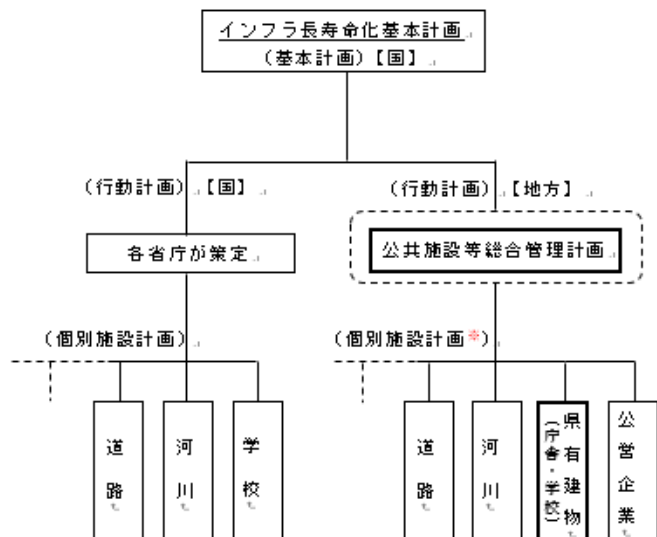 インフラ長寿命化基本計画
(基本計画)【国】
(行動計画)【国】
(行動計画)【地方】
各省庁が策定
公共施設等総合管理計画
(個別施設計画)
(個別施設計画※)
道路
河川
学校
道路
河川
県有建物
(庁舎・学校)
公営企業